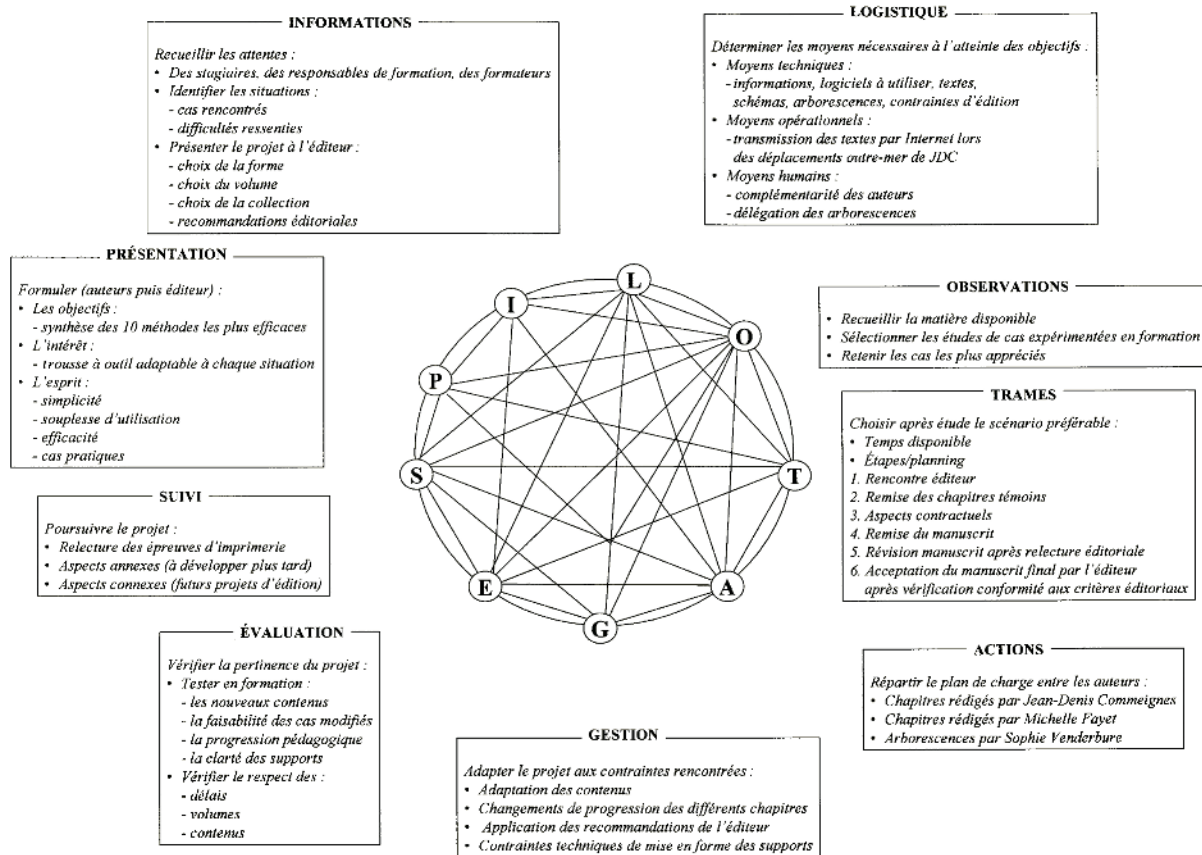 INFORMATIONS
Recueillir les attentes :
• Des stagiaires, des responsables de formation, des formateurs
• Identifier les situations :
- cas rencontrés
- difficultés ressenties
• Présenter le projet à l'éditeur :
- choix de la forme
- choix du volume
- choix de la collection
- recommandations éditoriales
LOGISTIQUE
Déterminer les moyens nécessaires à l'atteinte des objectifs :
• Moyens techniques :
- informations, logiciels à utiliser, textes,
schémas, arborescences, contraintes d'édition
• Moyens opérationnels :
- transmission des textes par Internet lors
des déplacements outre-mer de JDC
• Moyens humains :
- complémentarité des auteurs
- délégation des arborescences
PRÉSENTATION
Formuler (auteurs puis éditeur) :
• Les objectifs :
- synthèse des 10 méthodes les plus efficaces
• L'intérêt :
- trousse à outil adaptable à chaque situation
• L'esprit :
- simplicité
- souplesse d'utilisation
- efficacité
- cas pratiques
L
I
O
P
S
T
E
A
G
OBSERVATIONS
• Recueillir la matière disponible
• Sélectionner les études de cas expérimentées en formation
• Retenir les cas les plus appréciés
TRAMES
Choisir après étude le scénario préférable :
• Temps disponible
• Étapes/planning
1. Rencontre éditeur
2. Remise des chapitres témoins
3. Aspects contractuels
4. Remise du manuscrit
5. Révision manuscrit après relecture éditoriale
6. Acceptation du manuscrit final par l'éditeur
après vérification conformité aux critères éditoriaux
SUIVI
Poursuivre le projet :
• Relecture des épreuves d'imprimerie
• Aspects annexes (à développer plus tard)
• Aspects connexes (futurs projets d'édition)
ÉVALUATION
Vérifier la pertinence du projet :
• Tester en formation :
- les nouveaux contenus
- la faisabilité des cas modifiés
- la progression pédagogique
- la clarté des supports
• Vérifier le respect des :
- délais
- volumes
- contenus
GESTION
Adapter le projet aux contraintes rencontrées :
• Adaptation des contenus
• Changements de progression des différents chapitres
• Application des recommandations de l'éditeur
• Contraintes techniques de mise en forme des supports
ACTIONS
Répartir le plan de charge entre les auteurs :
• Chapitres rédigés par Jean-Denis Commeignes
• Chapitres rédigés par Michelle Fayet
• Arborescences par Sophie Venderbure